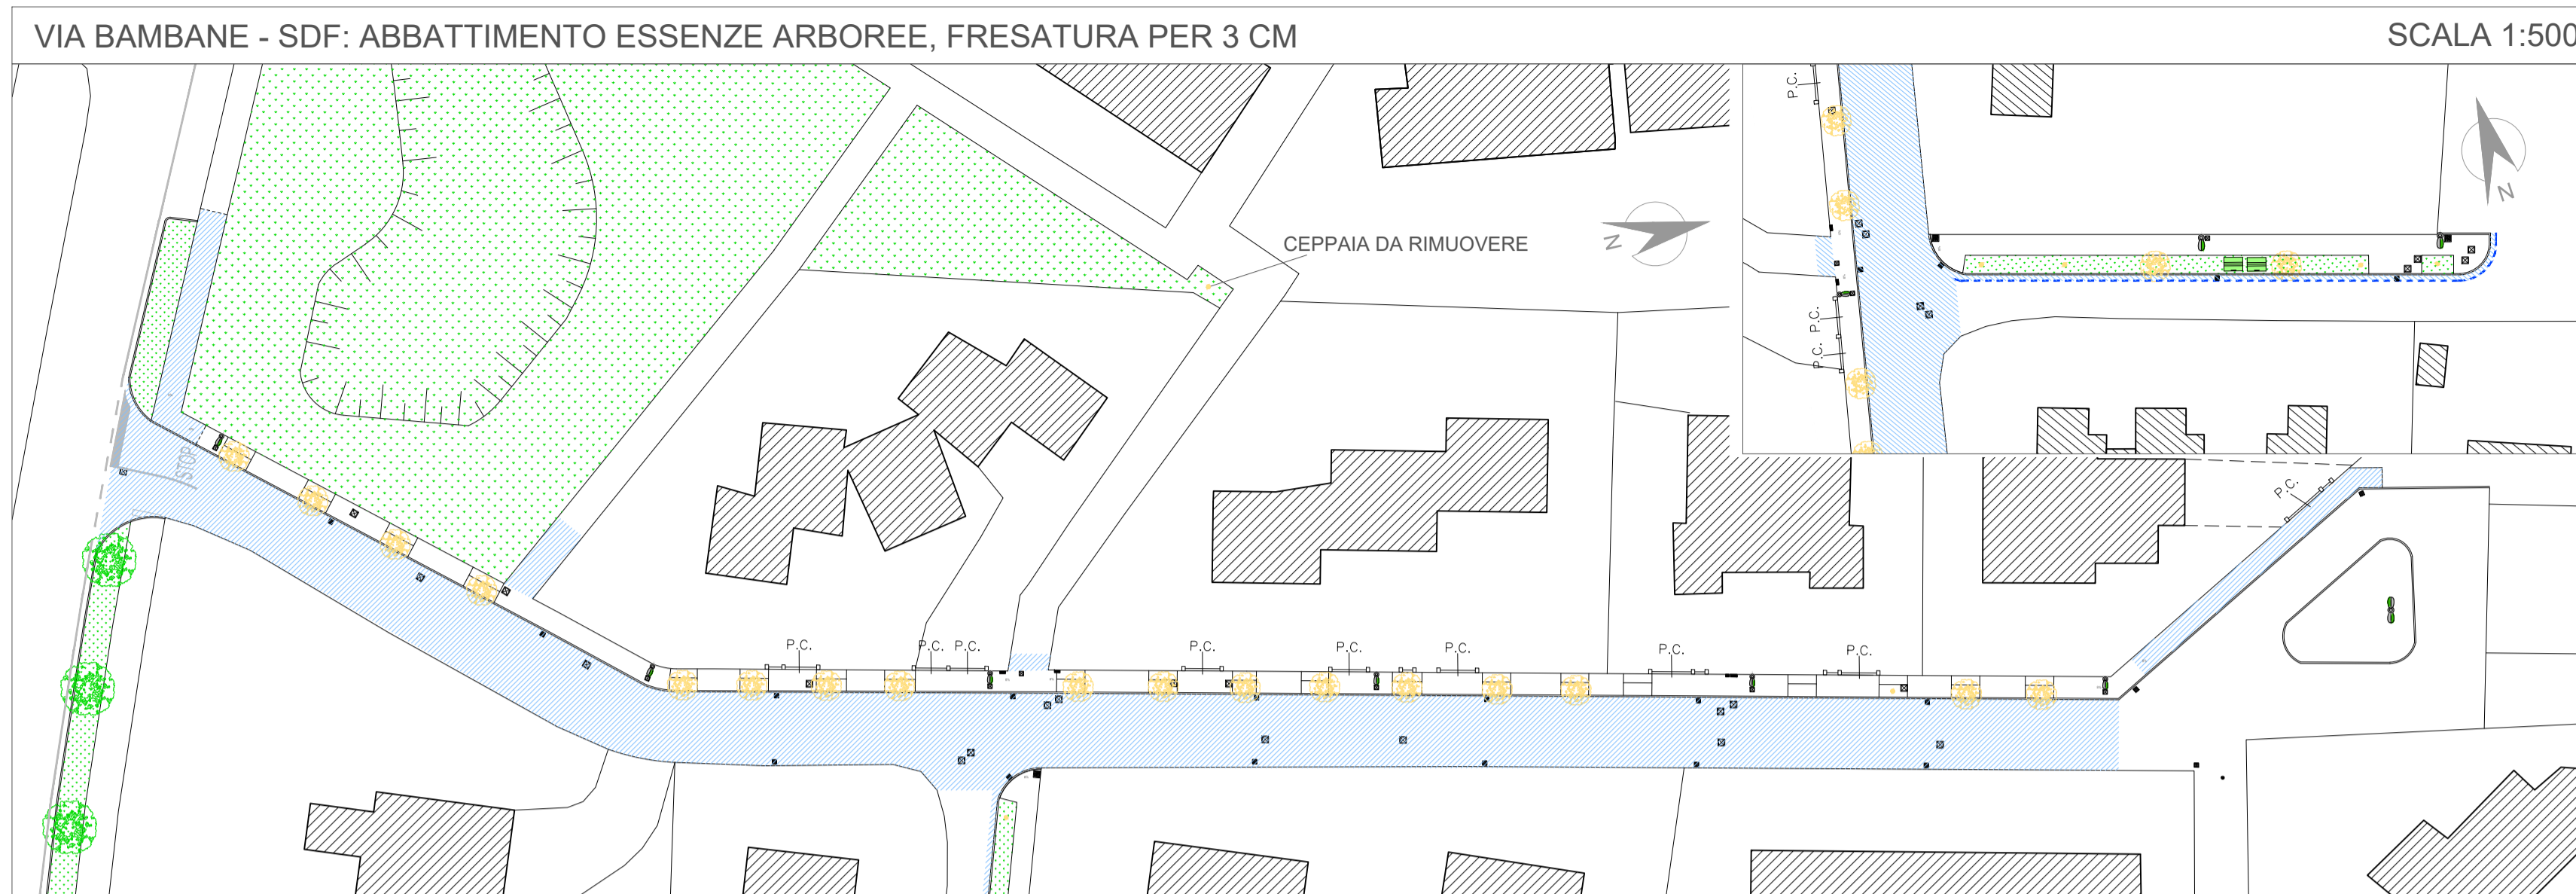 VIA BAMBANE - SDF: ABBATTIMENTO ESSENZE ARBOREE, FRESATURA PER 3 CM
SCALA 1:500
P.C.
N
CEPPAIA DA RIMUOVERE
N
P.C.
P.C.
STOP
P.C.
P.C.
P.C.
P.C.
P.C.
P.C.
P.C.
P.C.
P.C.